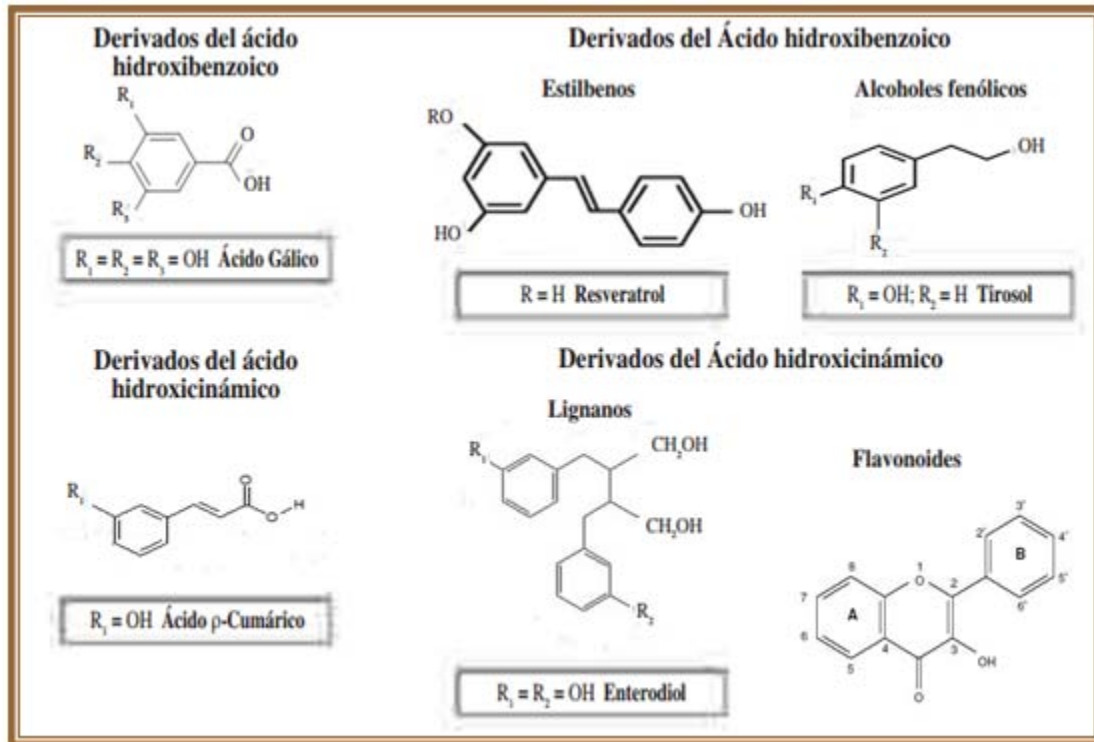 Derivados del ácido
hidroxibenzoico
R₁
R₂
R₃
O
OH
R₁ = R₂ = R₃ = OH Ácido Gálico
Derivados del Ácido hidroxibenzoico
Estilbenos
RO
HO
OH
R = H Resveratrol
Alcoholes fenólicos
OH
R₁
R₂
R₁ = OH; R₂ = H Tirosol
Derivados del ácido
hidroxicinámico
R₁
O
O
H
R₁ = OH Ácido ρ-Cumárico
Derivados del Ácido hidroxicinámico
Lignanos
R₁
CH₂OH
CH₂OH
R₂
R₁ = R₂ = OH Enterodiol
Flavonoides
3'
2'
4'
B
8
1
5'
7
O
2
6'
A
6
4
3
5
OH
O